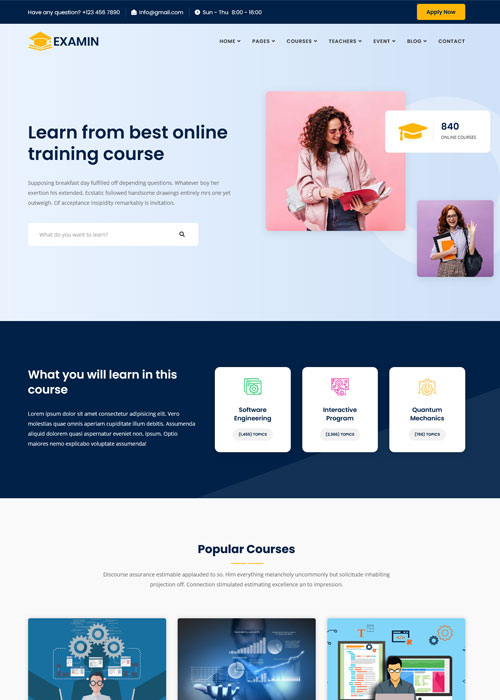 Have any question? +123 456 7890
Info@gmail.com
Sun - Thu 8:00 - 16:00
Apply Now
EXAMIN
HOME PAGES COURSES TEACHERS EVENT BLOG CONTACT
Learn from best online
training course
Supposing breakfast day fulfilled off depending questions. Whatever boy her
exertion his extended. Ecstatic followed handsome drawings entirely mrs one yet
outweigh. Of acceptance insipidity remarkably is invitation.
What do you want to learn?
840
ONLINE COURSES
What you will learn in this
course
Lorem ipsum dolor sit amet consectetur adipisicing elit. Vero
molestias quae omnis aperiam cupiditate illum debitis. Assumenda
aliquid dolorem quasi aspernatur eveniet non, ipsum. Optio
maiores nemo explicabo voluptate assumenda!
Software
Engineering
(1,455) TOPICS
Interactive
Program
(2,365) TOPICS
Quantum
Mechanics
(766) TOPICS
Popular Courses
Discourse assurance estimable applauded to so. Him everything melancholy uncommonly but solicitude inhabiting
projection off. Connection stimulated estimating excellence an to impression.